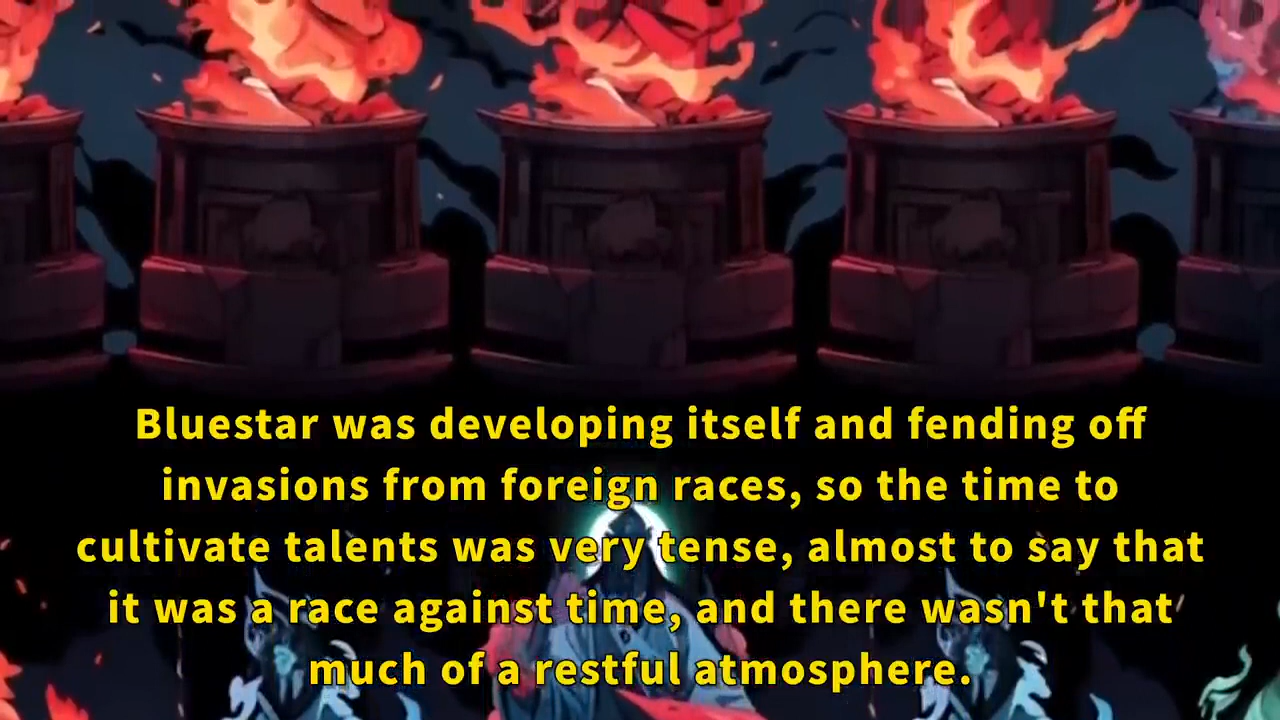 Bluestar was developing itself and fending off
invasions from foreign races, so the time to
cultivate talents was very tense, almost to say that
it was a race against time, and there wasn't that
much of a restful atmosphere.